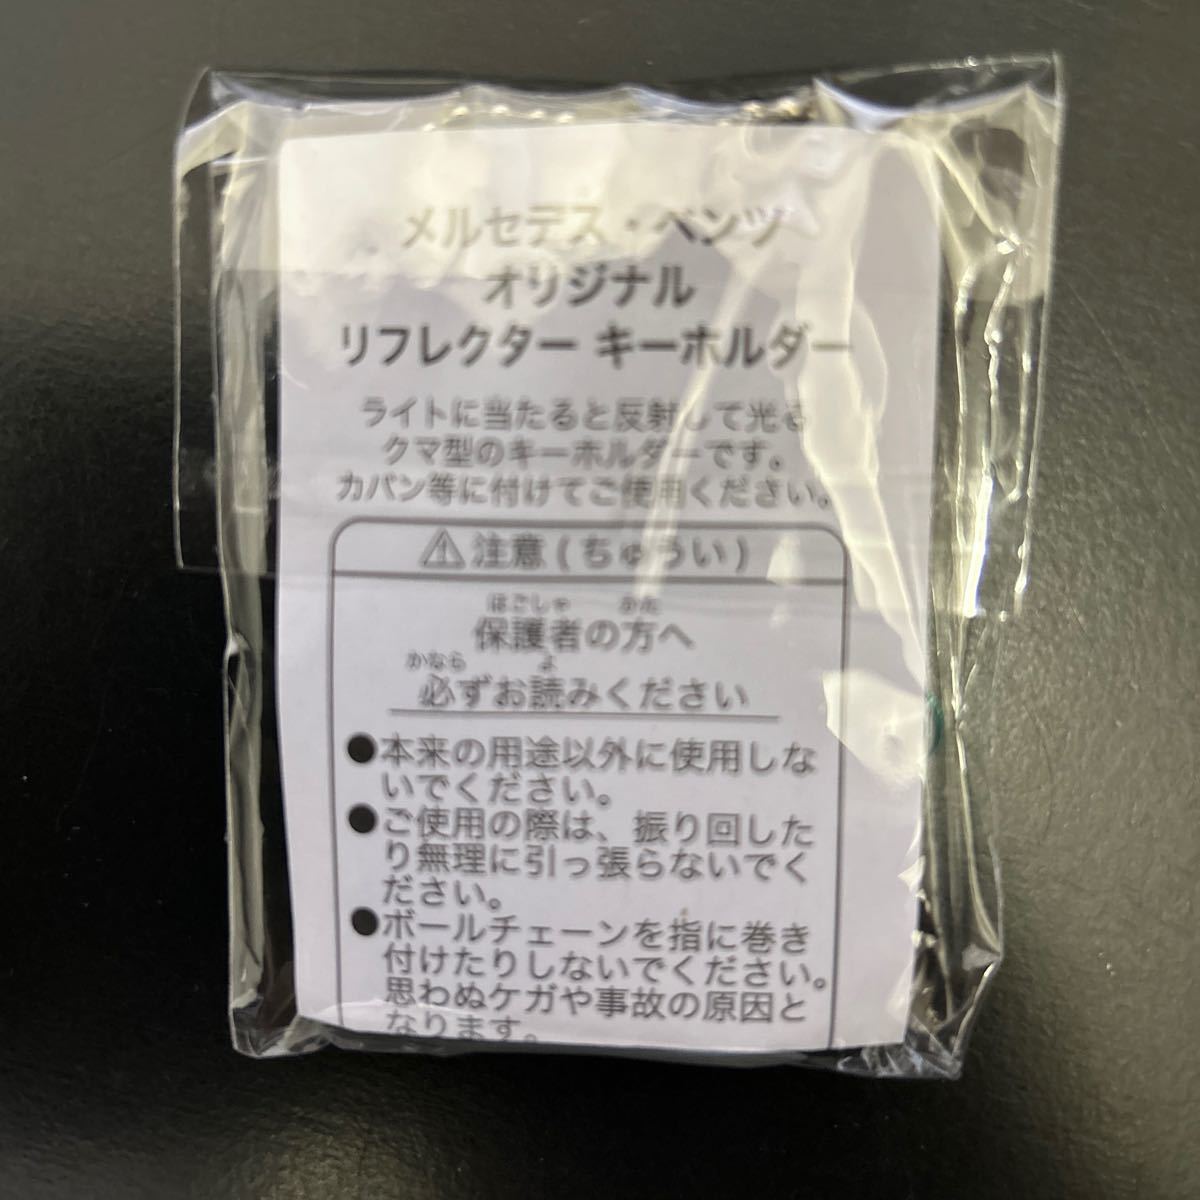 メルセデス・ベンツ
オリジナル
リフレクター キーホルダー
ライトに当たると反射して光る
クマ型のキーホルダーです。
カバン等に付けてご使用ください。
⚠注意(ちゅうい)
ほごしゃ かた
保護者の方へ
かなら よ
必ずお読みください
●本来の用途以外に使用しな
いでください。
●ご使用の際は、振り回した
り無理に引っ張らないでく
ださい。
●ボールチェーンを指に巻き
付けたりしないでください。
思わぬケガや事故の原因と
なります。